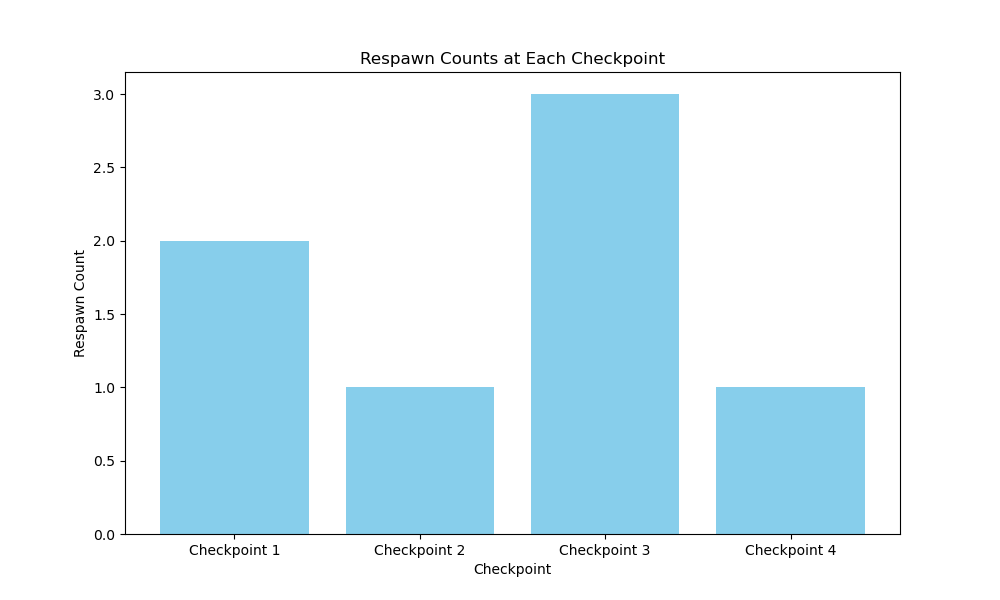 Respawn Counts at Each Checkpoint
Respawn Count
3.0
2.5
2.0
1.5
1.0
0.5
0.0
Checkpoint 1 Checkpoint 2 Checkpoint 3 Checkpoint 4
Checkpoint